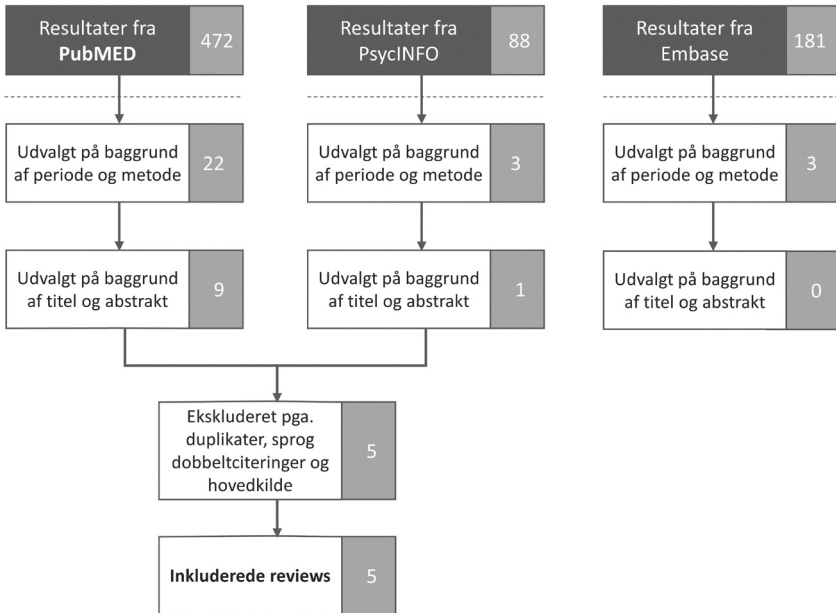 Resultater fra
PubMED
472
Resultater fra
PsycINFO
88
Resultater fra
Embase
181
Udvalgt på baggrund
af periode og metode
22
Udvalgt på baggrund
af periode og metode
3
Udvalgt på baggrund
af periode og metode
3
Udvalgt på baggrund
af titel og abstrakt
9
Udvalgt på baggrund
af titel og abstrakt
1
Udvalgt på baggrund
af titel og abstrakt
0
Ekskluderet pga.
duplikater, sprog
dobbeltciteringer og
hovedkilde
5
Inkluderede reviews
5